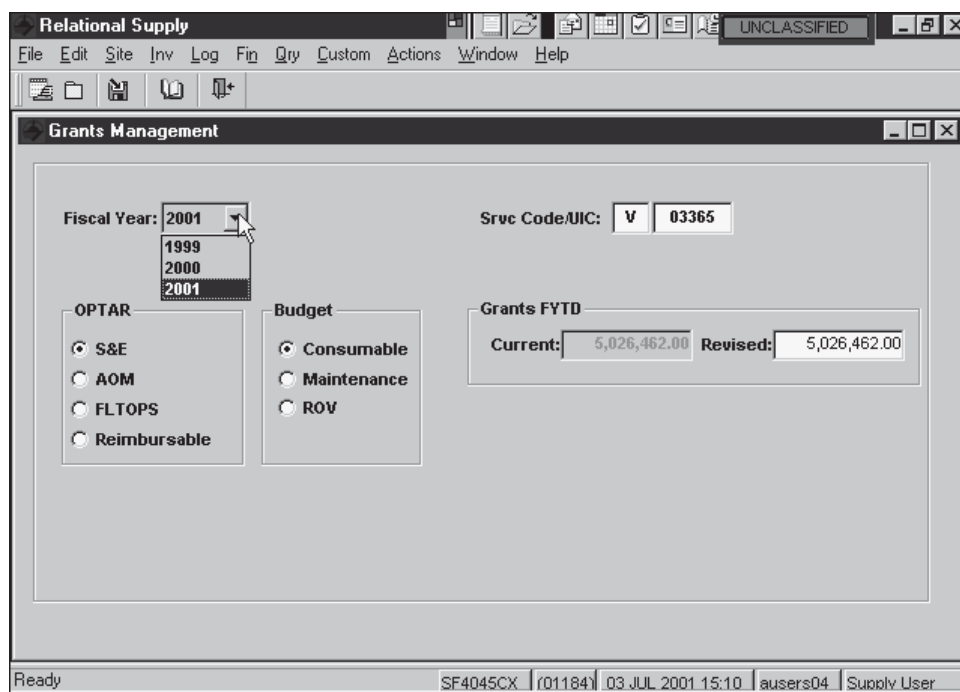 Relational Supply UNCLASSIFIED
File Edit Site Inv Log Fin Qry Custom Actions Window Help
Grants Management
Fiscal Year: 2001 Srvc Code/UIC: V 03365
1999
2000
2001
OPTAR Budget Grants FYTD
S&E Consumable Current: 5,026,462.00 Revised: 5,026,462.00
AOM Maintenance
FLTOPS ROV
Reimbursable
Ready SF4045CX (01184) 03 JUL 2001 15:10 ausers04 Supply User